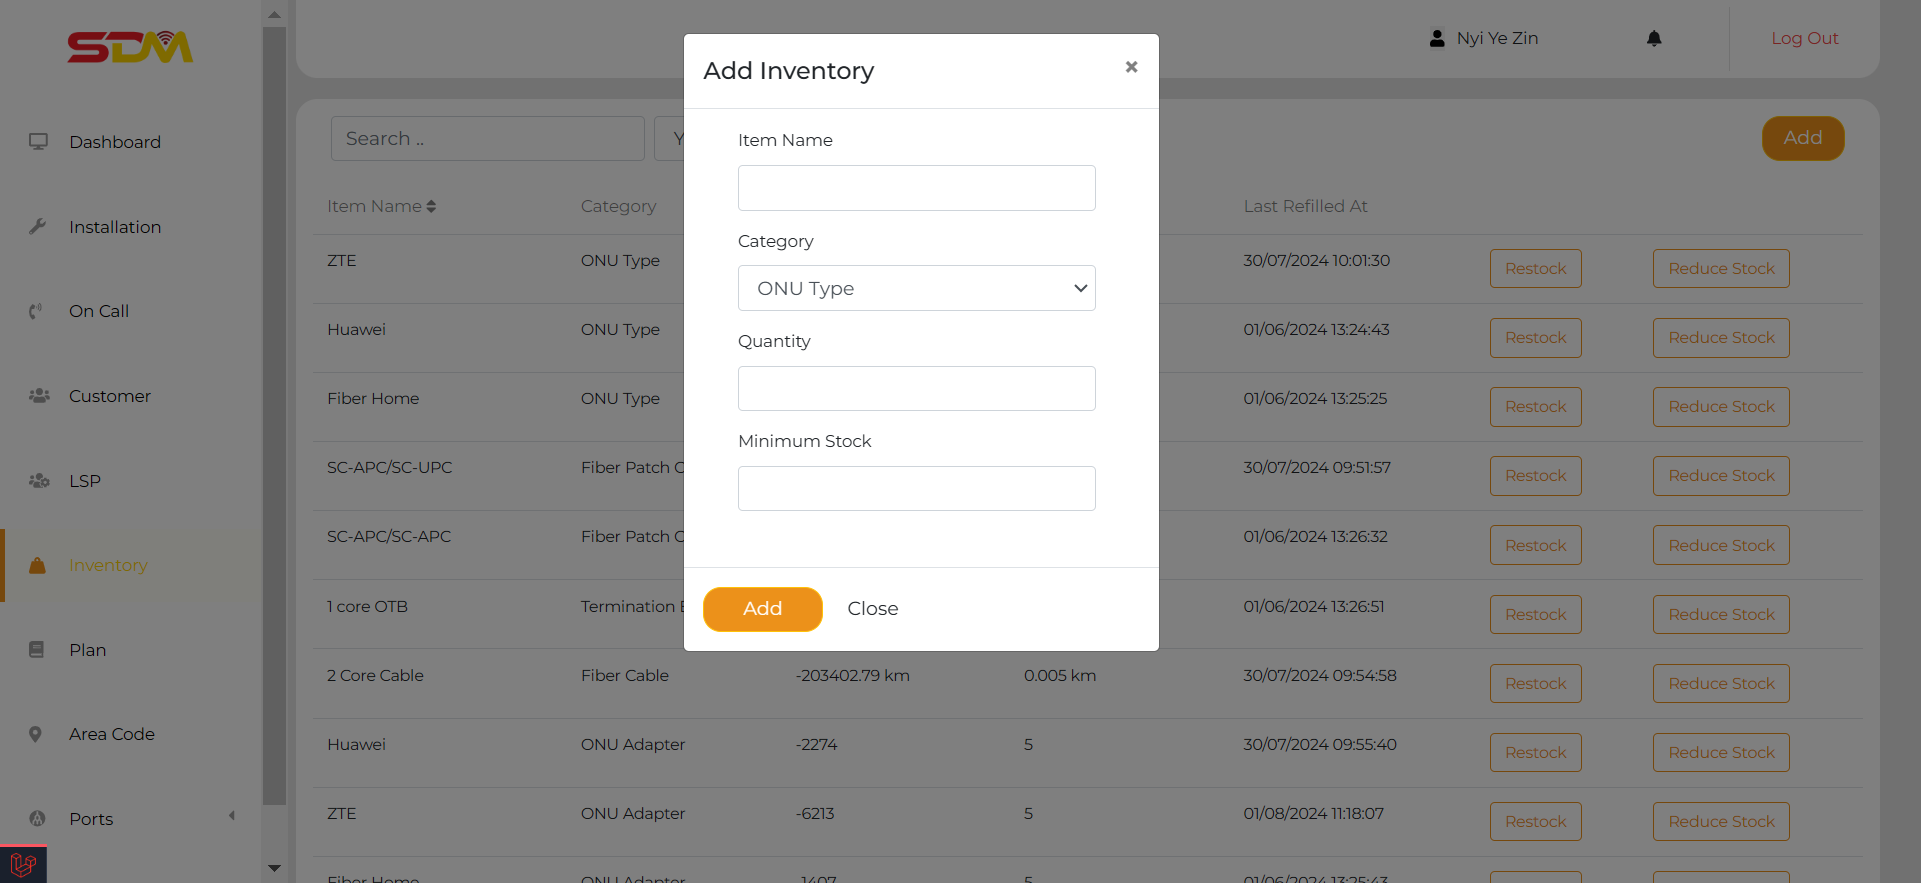 SDM
Nyi Ye Zin
Log Out
Dashboard
Installation
On Call
Customer
LSP
Inventory
Plan
Area Code
Ports
Search ..
Add
Item Name Category Last Refilled At
ZTE ONU Type 30/07/2024 10:01:30 Restock Reduce Stock
Huawei ONU Type 01/06/2024 13:24:43 Restock Reduce Stock
Fiber Home ONU Type 01/06/2024 13:25:25 Restock Reduce Stock
SC-APC/SC-UPC Fiber Patch 30/07/2024 09:51:57 Restock Reduce Stock
SC-APC/SC-APC Fiber Patch 01/06/2024 13:26:32 Restock Reduce Stock
1 core OTB Termination 01/06/2024 13:26:51 Restock Reduce Stock
2 Core Cable Fiber Cable -203402.79 km 0.005 km 30/07/2024 09:54:58 Restock Reduce Stock
Huawei ONU Adapter -2274 5 30/07/2024 09:55:40 Restock Reduce Stock
ZTE ONU Adapter -6213 5 01/08/2024 11:18:07 Restock Reduce Stock
Fiber Home ONU Adapter -1407 5 01/06/2024 13:25:43
Add Inventory
×
Item Name
Category
ONU Type
Quantity
Minimum Stock
Add Close